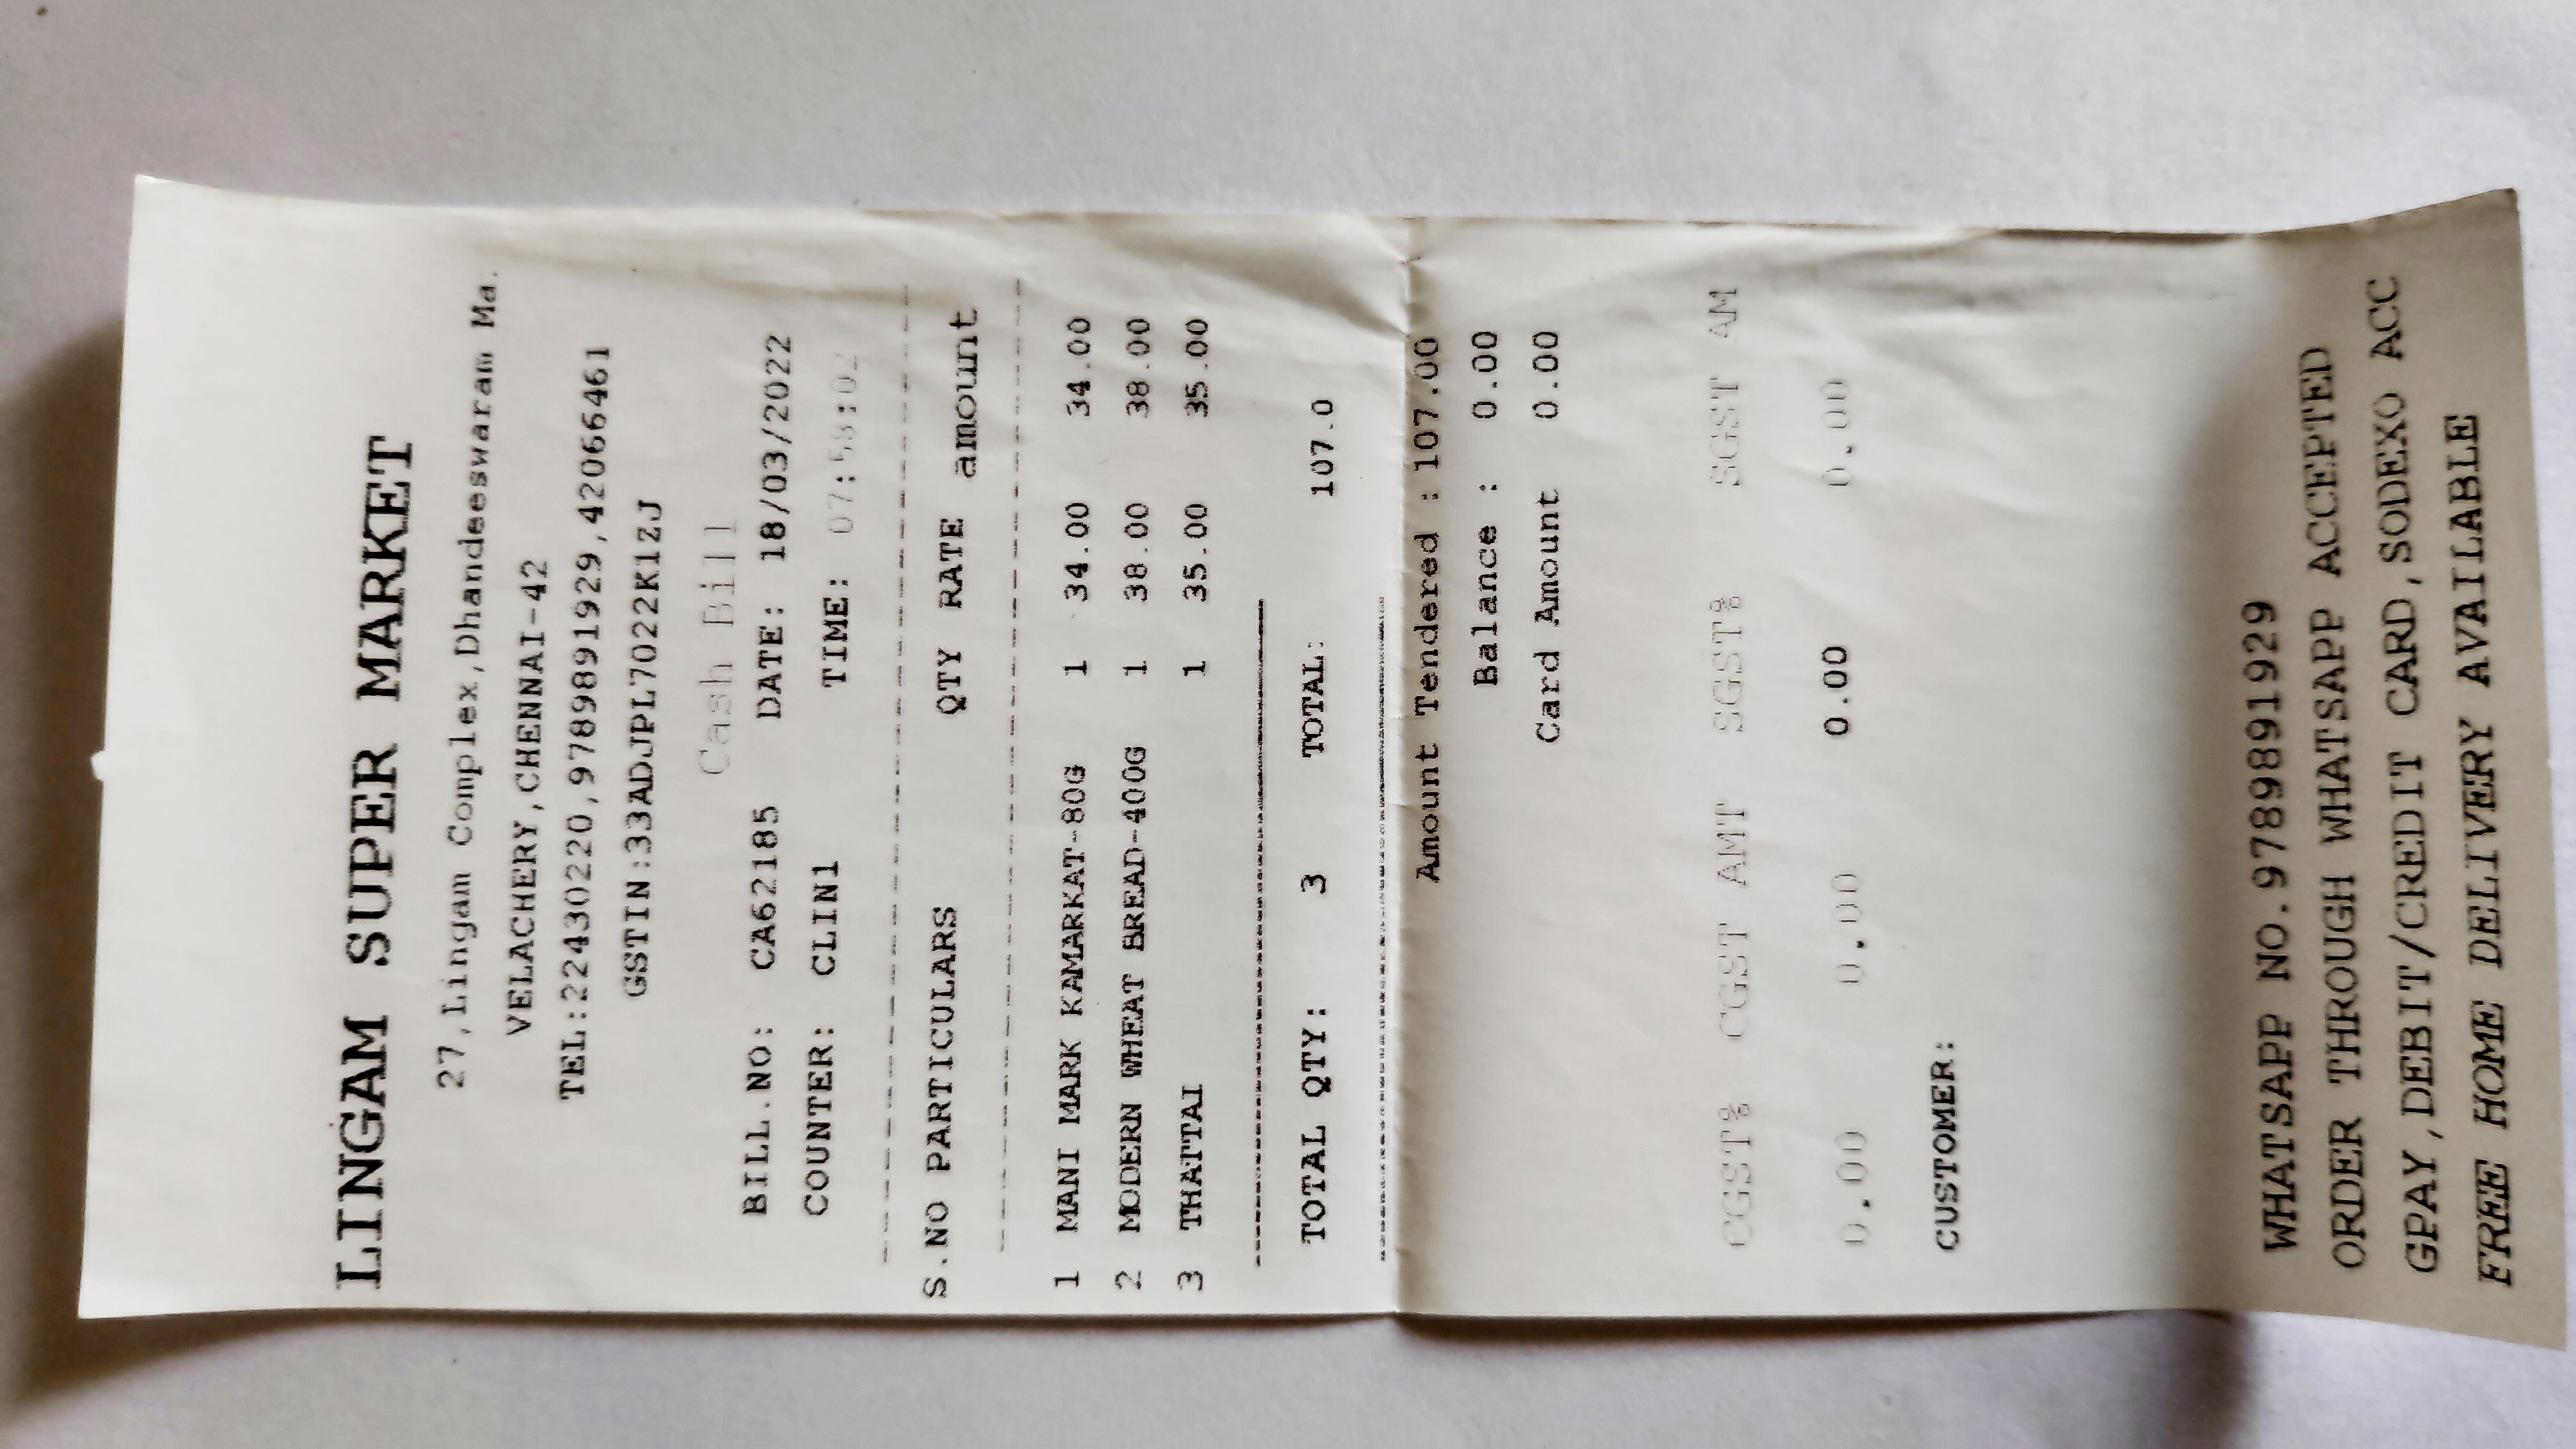 LINGAM SUPER MARKET
27,Lingam Complex,Dhandeeswaram Ma.
VELACHERY,CHENNAI-42
TEL:22430220,9789891929,42066461
GSTIN:33ADJPL7022K1ZJ
Cash Bill
BILL.NO: CA62185 DATE: 18/03/2022
COUNTER: CLIN1 TIME: 07:58:02
S.NO PARTICULARS QTY RATE amount
1 MANI MARK KAMARKAT-80G 1 34.00 34.00
2 MODERN WHEAT BREAD-400G 1 38.00 38.00
3 THATTAI 1 35.00 35.00
TOTAL QTY: 3 TOTAL: 107.0
Amount Tendered : 107.00
Balance : 0.00
Card Amount 0.00
CGST% CGST AMT SGST% SGST AM
0.00 0.00 0.00 0.00
CUSTOMER:
WHATSAPP NO.9789891929
ORDER THROUGH WHATSAPP ACCEPTED
GPAY,DEBIT/CREDIT CARD,SODEXO ACC
FREE HOME DELIVERY AVAILABLE